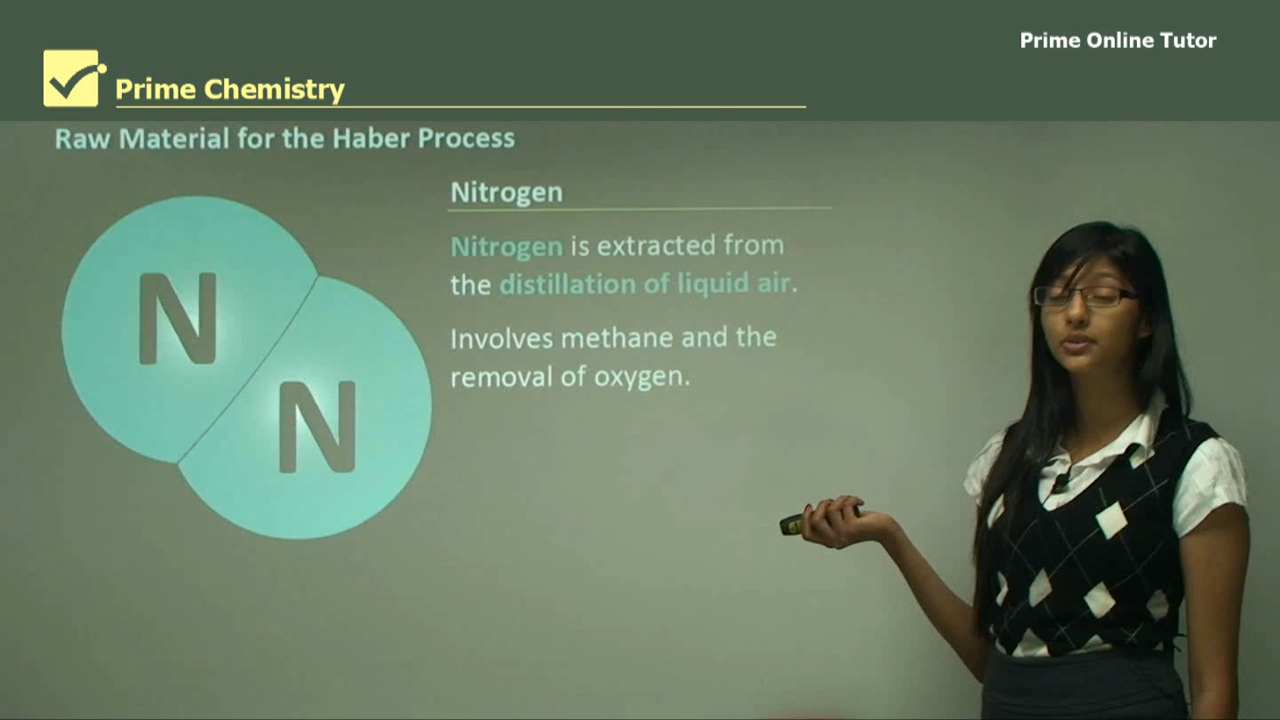 Prime Online Tutor
Prime Chemistry
Raw Material for the Haber Process
Nitrogen
Nitrogen is extracted from
the distillation of liquid air.
Involves methane and the
removal of oxygen.
N
N